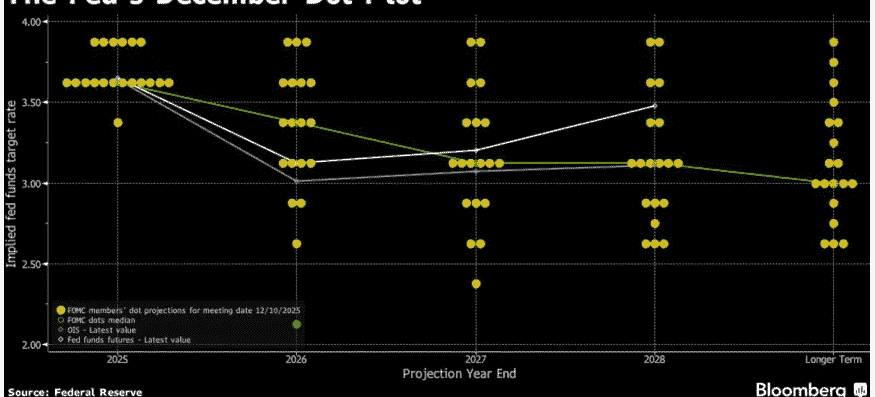 The Fed's December Dot Plot
4.00
3.50
3.00
2.50
2.00
Implied fed funds target rate
FOMC members' dot projections for meeting date 12/10/2025
FOMC dots median
OIS - Latest value
Fed funds futures - Latest value
2025 2026 2027 2028 Longer Term
Projection Year End
Source: Federal Reserve
Bloomberg